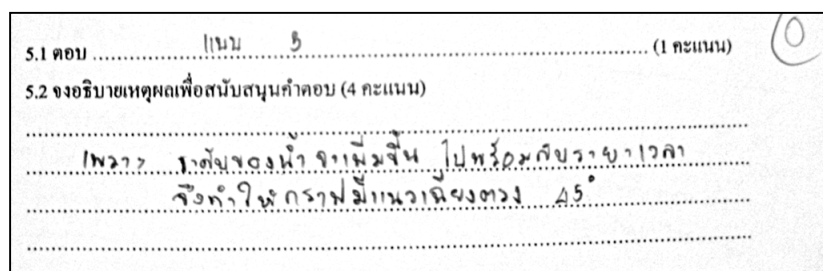 0
5.1 ตอบ แบบ 3 (1 คะแนน)
5.2 จงอธิบายเหตุผลเพื่อสนับสนุนคำตอบ (4 คะแนน)
เพราะ ระดับของน้ำจะเพิ่มขึ้น ไปพร้อมกับระยะเวลา
จึงทำให้กราฟมีแนวเฉียงตรง 45°